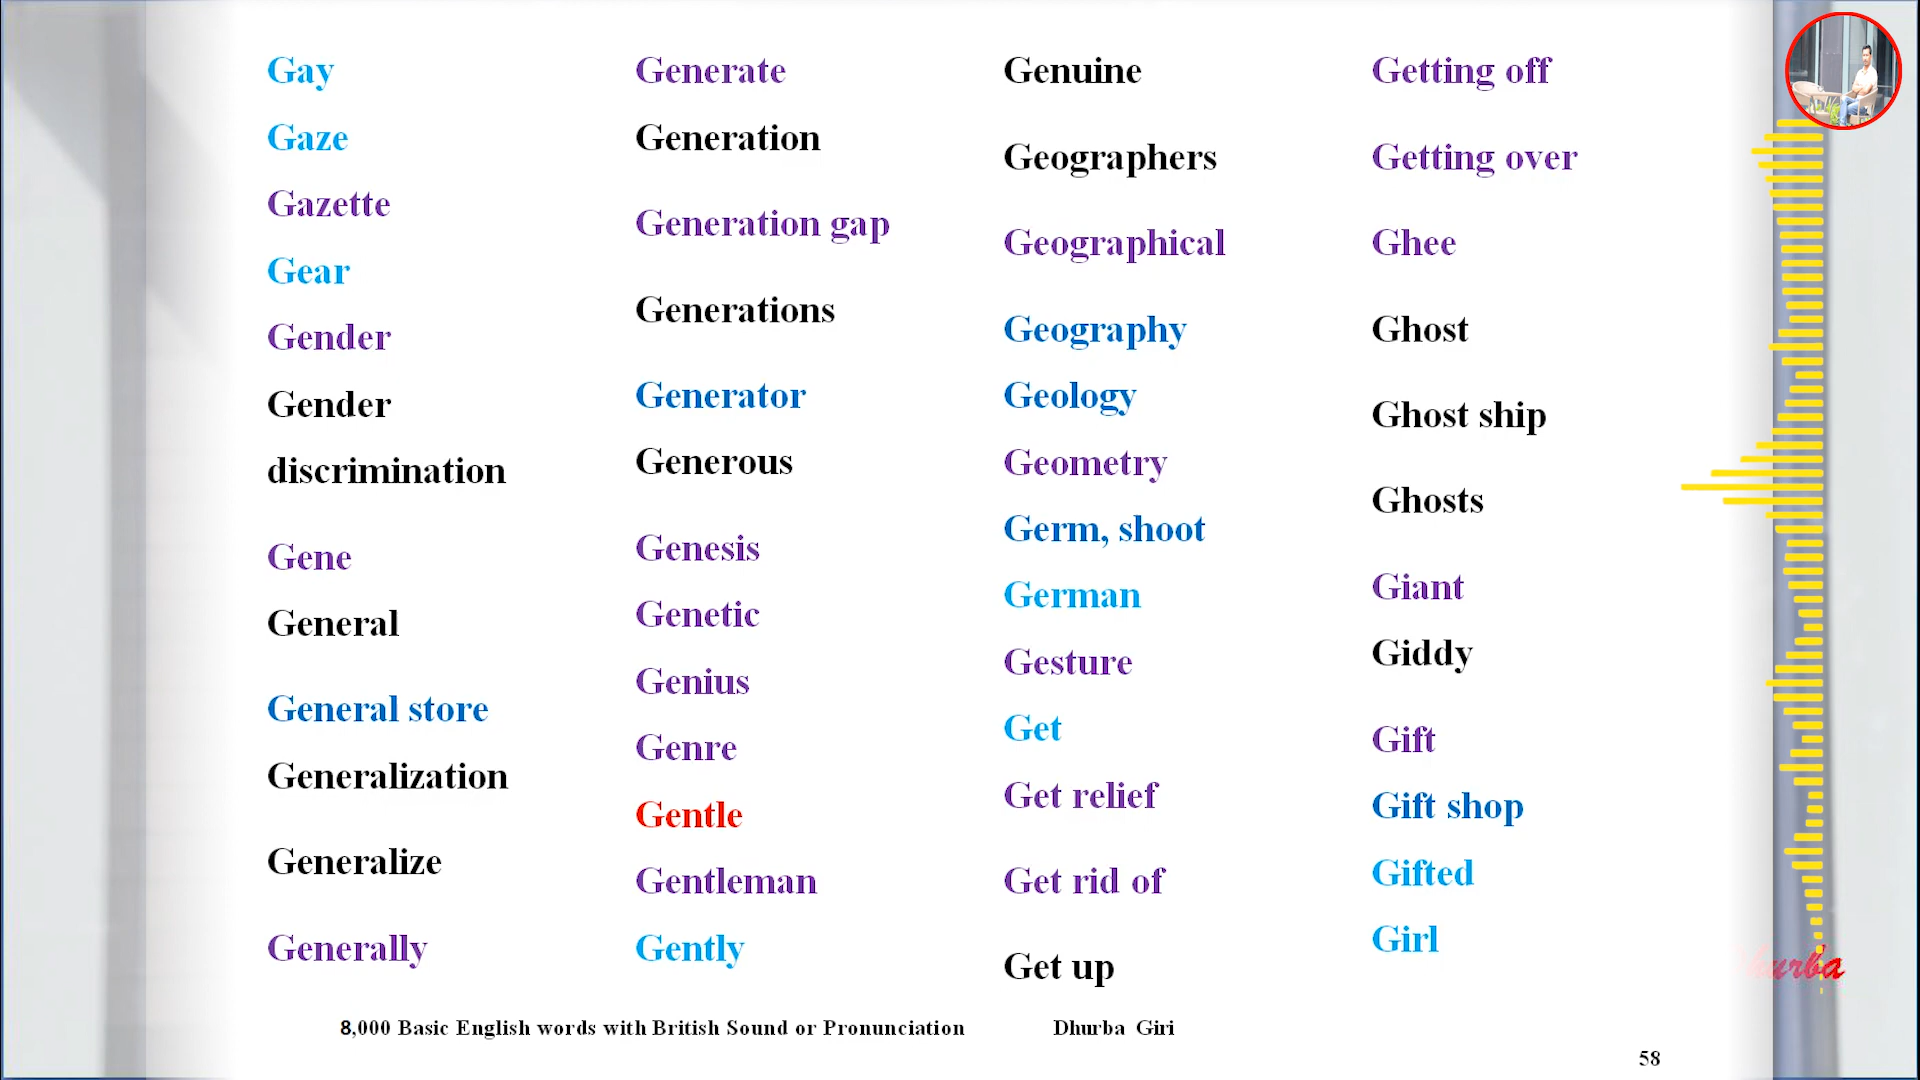 Gay
Gaze
Gazette
Gear
Gender
Gender
discrimination
Gene
General
General store
Generalization
Generalize
Generally
Generate
Generation
Generation gap
Generations
Generator
Generous
Genesis
Genetic
Genius
Genre
Gentle
Gentleman
Gently
Genuine
Geographers
Geographical
Geography
Geology
Geometry
Germ, shoot
German
Gesture
Get
Get relief
Get rid of
Get up
Getting off
Getting over
Ghee
Ghost
Ghost ship
Ghosts
Giant
Giddy
Gift
Gift shop
Gifted
Girl
8,000 Basic English words with British Sound or Pronunciation Dhurba Giri
58